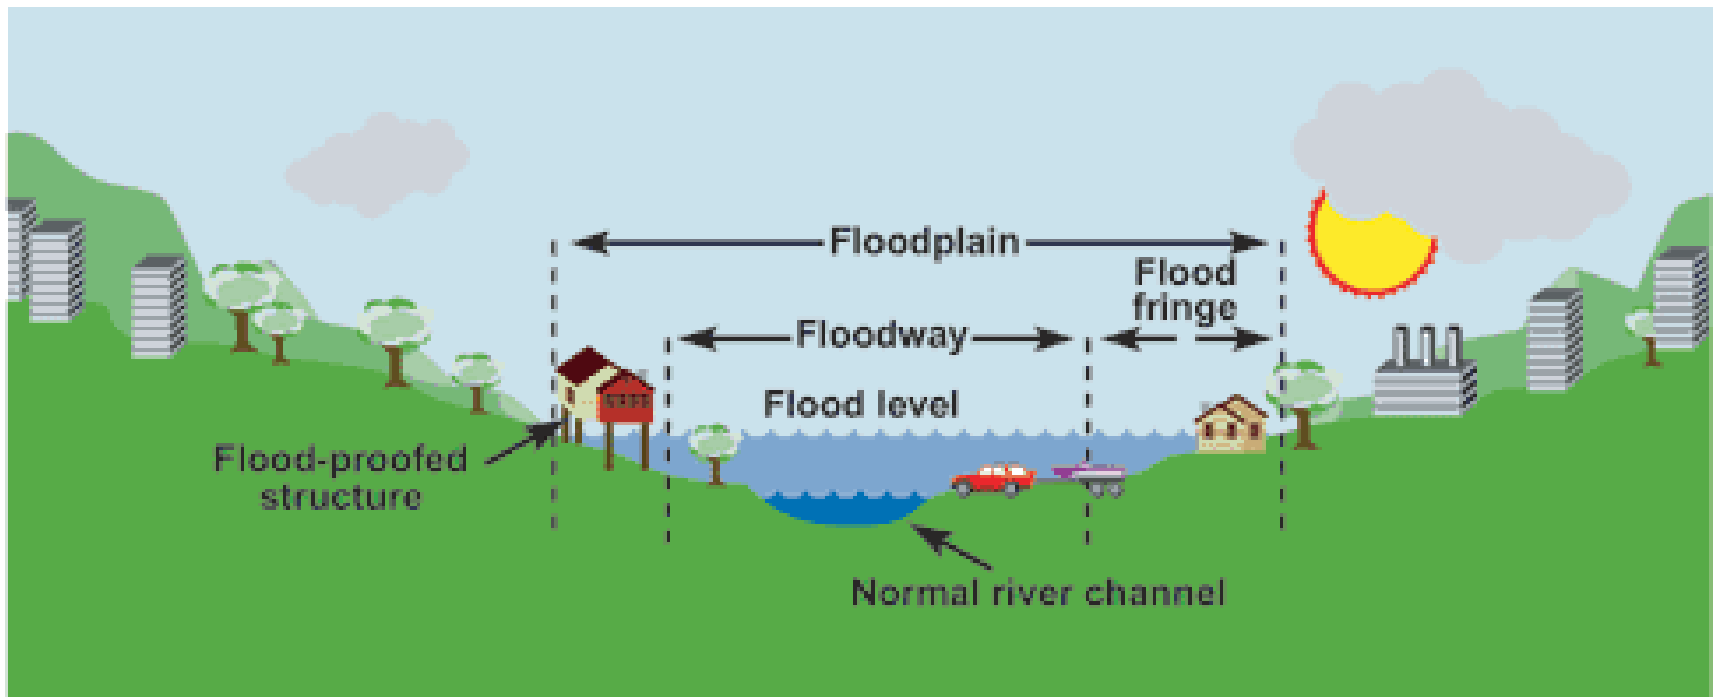 Floodplain
Flood
fringe
Floodway
Flood level
Flood-proofed
structure
Normal river channel